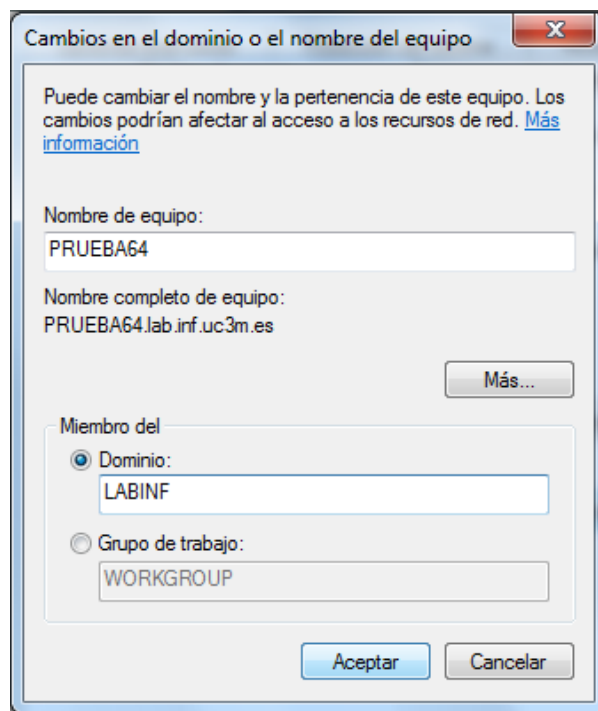 Cambios en el dominio o el nombre del equipo
Puede cambiar el nombre y la pertenencia de este equipo. Los
cambios podrían afectar al acceso a los recursos de red. Más
información
Nombre de equipo:
PRUEBA64
Nombre completo de equipo:
PRUEBA64.lab.inf.uc3m.es
Más...
Miembro del
Dominio:
LABINF
Grupo de trabajo:
WORKGROUP
Aceptar
Cancelar